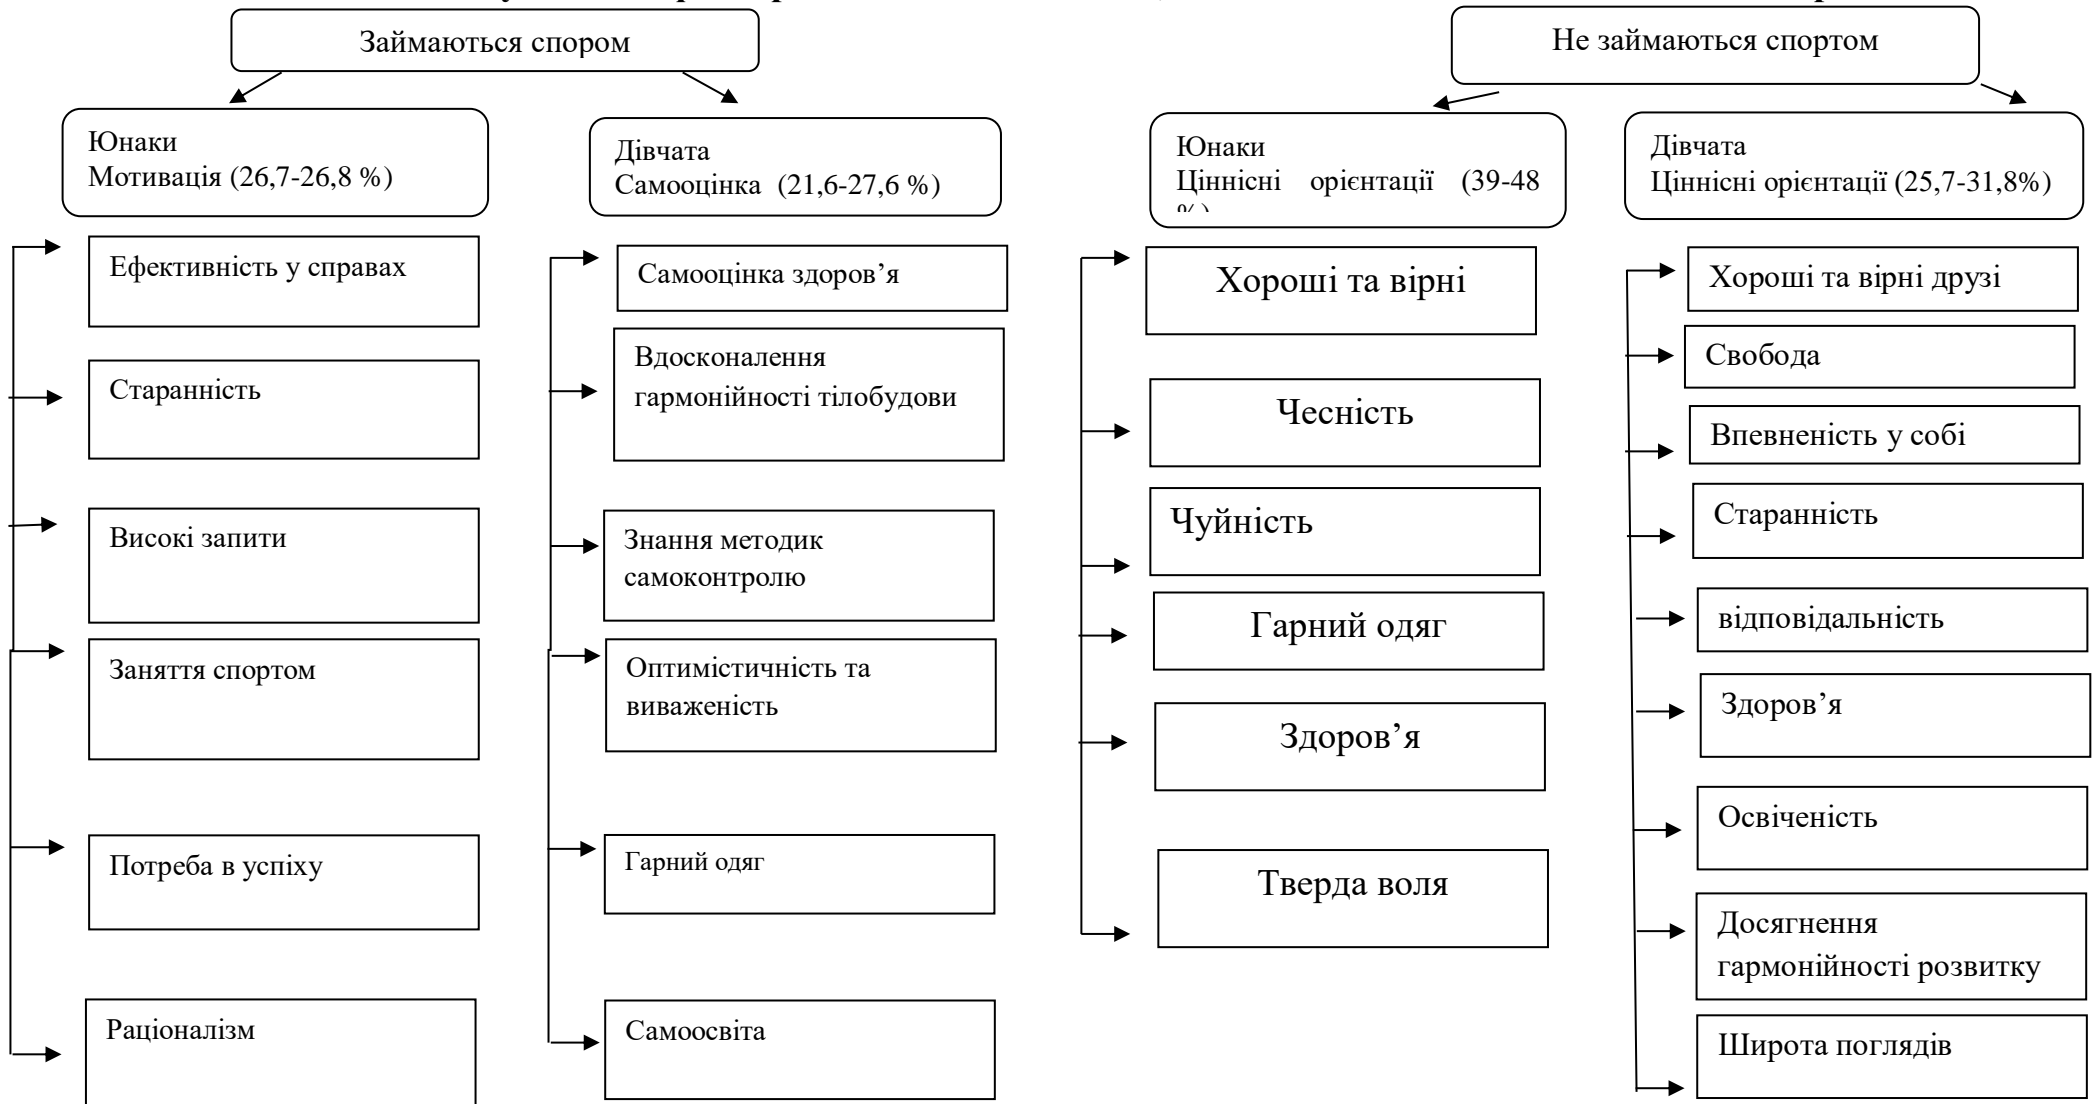 Займаються спором
Юнаки
Мотивація (26,7-26,8 %)
Ефективність у справах
Старанність
Високі запити
Заняття спортом
Потреба в успіху
Раціоналізм
Дівчата
Самооцінка (21,6-27,6 %)
Самооцінка здоров’я
Вдосконалення
гармонійності тілобудови
Знання методик
самоконтролю
Оптимістичність та
виваженість
Гарний одяг
Самоосвіта
Не займаються спортом
Юнаки
Ціннісні орієнтації (39-48
%)
Хороші та вірні
Чесність
Чуйність
Гарний одяг
Здоров’я
Тверда воля
Дівчата
Ціннісні орієнтації (25,7-31,8%)
Хороші та вірні друзі
Свобода
Впевненість у собі
Старанність
відповідальність
Здоров’я
Освіченість
Досягнення
гармонійності розвитку
Широта поглядів